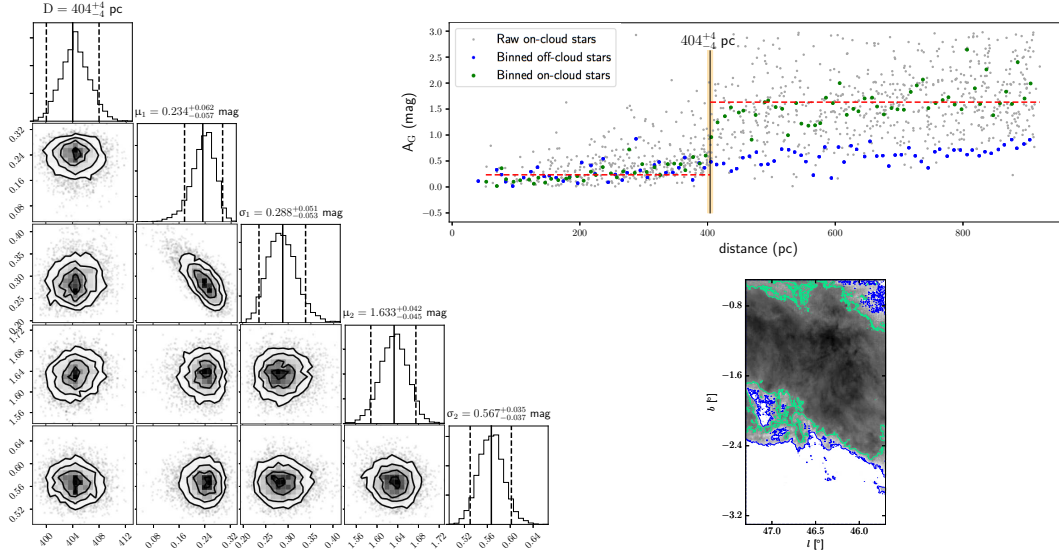 D = 404+4−4 pc
μ1 = 0.234+0.062−0.057 mag
0.32
0.24
0.16
0.08
σ1 = 0.288+0.051−0.053 mag
0.40
0.35
0.30
0.25
0.20
μ2 = 1.633+0.042−0.045 mag
1.72
1.68
1.64
1.60
1.56
σ2 = 0.567+0.035−0.037 mag
0.64
0.60
0.56
0.52
400 404 408 412
0.08 0.16 0.24 0.32
0.20 0.25 0.30 0.35 0.40
1.56 1.60 1.64 1.68 1.72
0.52 0.56 0.60 0.64
404+4−4 pc
Raw on-cloud stars
Binned off-cloud stars
Binned on-cloud stars
AG (mag)
3.0
2.5
2.0
1.5
1.0
0.5
0.0
−0.5
0 200 400 600 800
distance (pc)
b [°]
−0.8
−1.6
−2.4
−3.2
47.0 46.5 46.0
l [°]